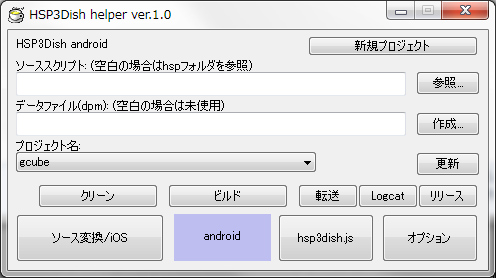 HSP3Dish helper ver.1.0
HSP3Dish android
新規プロジェクト
ソーススクリプト: (空白の場合はhspフォルダを参照)
参照...
データファイル(dpm): (空白の場合は未使用)
作成...
プロジェクト名:
gcube
更新
クリーン
ビルド
転送
Logcat
リリース
ソース変換/iOS
android
hsp3dish.js
オプション